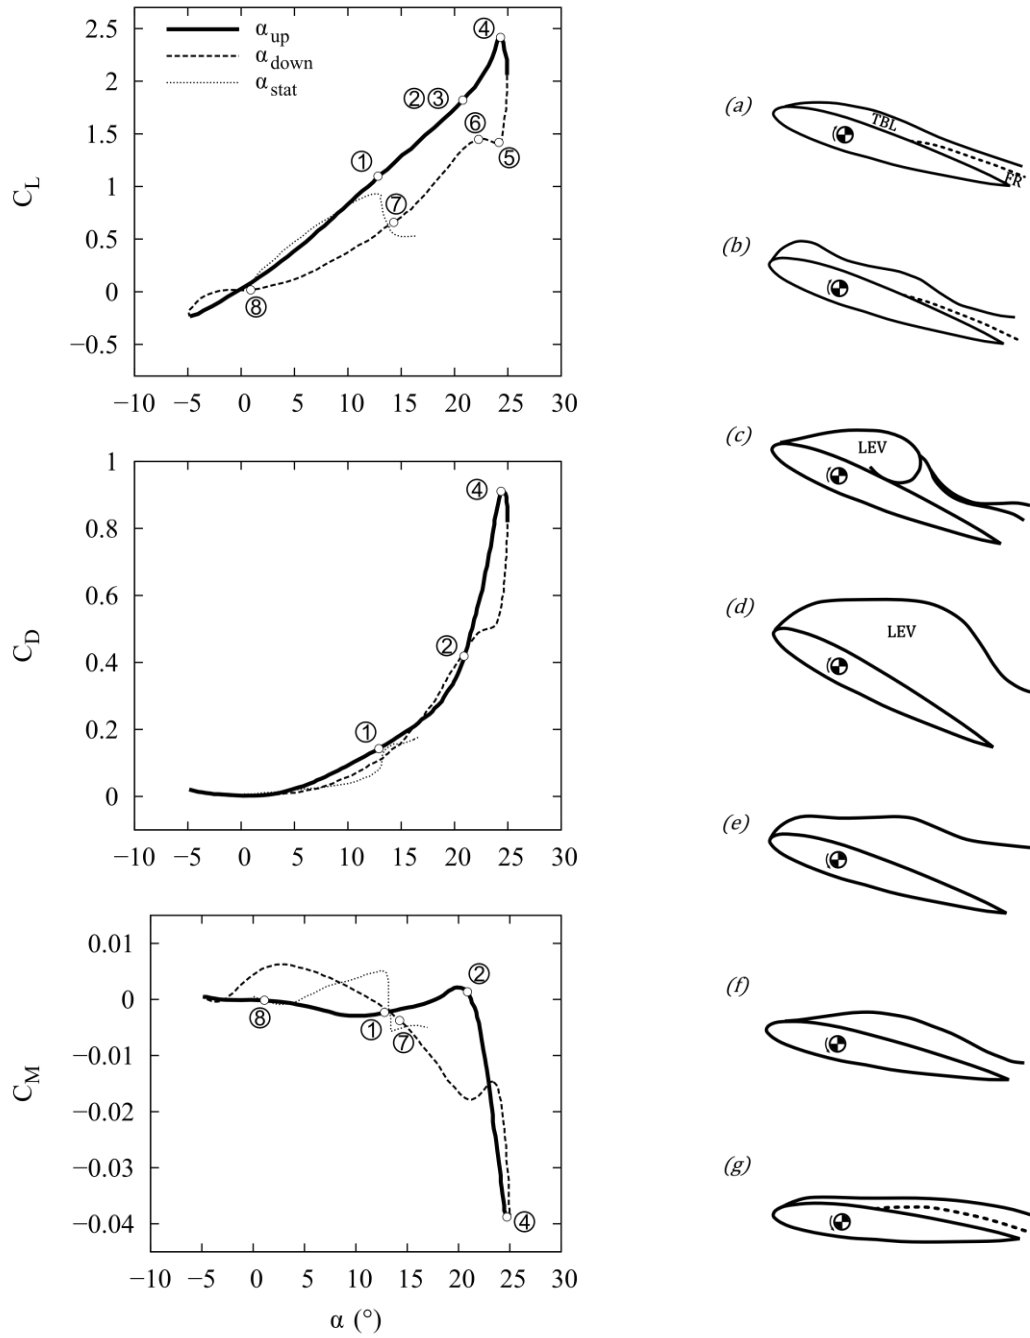 2.5
2
1.5
1
0.5
0
−0.5
C_L
α_up
α_down
α_stat
①
② ③
④
⑤
⑥
⑦
⑧
−10 −5 0 5 10 15 20 25 30
1
0.8
0.6
0.4
0.2
0
C_D
①
②
④
−10 −5 0 5 10 15 20 25 30
0.01
0
−0.01
−0.02
−0.03
−0.04
C_M
⑧
①
⑦
②
④
−10 −5 0 5 10 15 20 25 30
α (°)
(a)
TBL
FR
(b)
(c)
LEV
(d)
LEV
(e)
(f)
(g)